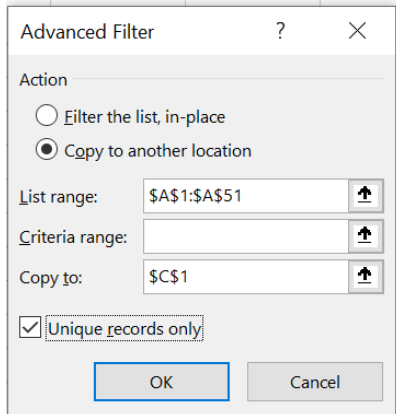 Advanced Filter ?
Action
Filter the list, in-place
Copy to another location
List range: $A$1:$A$51
Criteria range:
Copy to: $C$1
Unique records only
OK Cancel